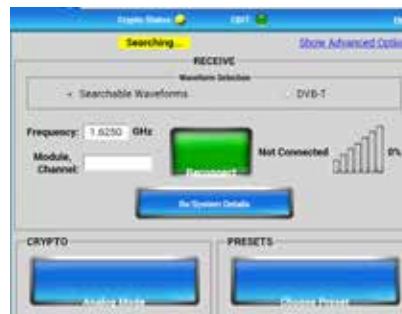 Crypto Status CBIT
Searching... Show Advanced Optio
RECEIVE
Waveform Selection
Searchable Waveforms DVB-T
Frequency: 1.6250 GHz
Module, Channel:
Reconnect
Not Connected 0%
Rx/System Details
CRYPTO PRESETS
Analog Mode Choose Preset